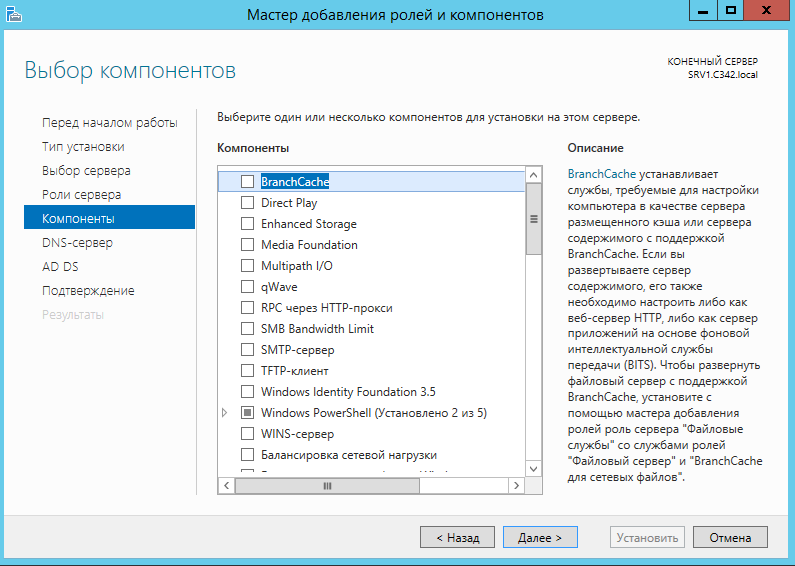 Мастер добавления ролей и компонентов
Выбор компонентов
КОНЕЧНЫЙ СЕРВЕР
SRV1.C342.local
Перед началом работы
Тип установки
Выбор сервера
Роли сервера
Компоненты
DNS-сервер
AD DS
Подтверждение
Результаты
Выберите один или несколько компонентов для установки на этом сервере.
Компоненты
BranchCache
Direct Play
Enhanced Storage
Media Foundation
Multipath I/O
qWave
RPC через HTTP-прокси
SMB Bandwidth Limit
SMTP-сервер
TFTP-клиент
Windows Identity Foundation 3.5
Windows PowerShell (Установлено 2 из 5)
WINS-сервер
Балансировка сетевой нагрузки
Описание
BranchCache устанавливает
службы, требуемые для настройки
компьютера в качестве сервера
размещенного кэша или сервера
содержимого с поддержкой
BranchCache. Если вы
развертываете сервер
содержимого, его также
необходимо настроить либо как
веб-сервер HTTP, либо как сервер
приложений на основе фоновой
интеллектуальной службы
передачи (BITS). Чтобы развернуть
файловый сервер с поддержкой
BranchCache, установите с
помощью мастера добавления
ролей роль сервера "Файловые
службы" со службами ролей
"Файловый сервер" и "BranchCache
для сетевых файлов".
< Назад
Далее >
Установить
Отмена